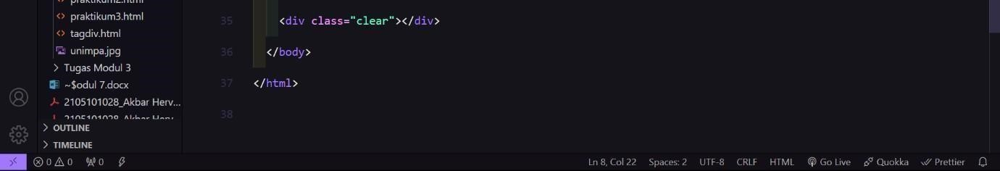 praktikum2.html
praktikum3.html
tagdiv.html
unimpa.jpg
Tugas Modul 3
~$odul 7.docx
2105101028_Akbar Herv...
2105101028_Akbar Herv...
OUTLINE
TIMELINE
35 <div class="clear"></div>
36 </body>
37 </html>
38
0 0 0 Ln 8, Col 22 Spaces: 2 UTF-8 CRLF HTML Go Live Quokka Prettier